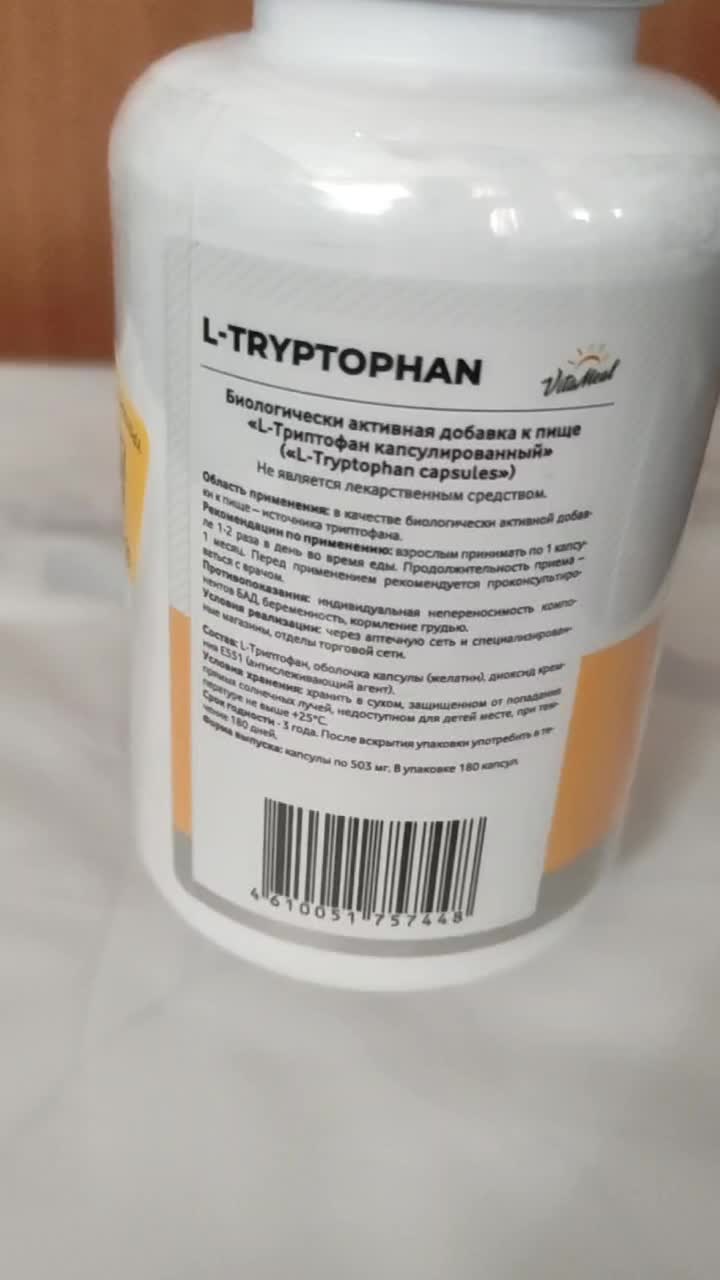 L-TRYPTOPHAN
VitaMeal
Биологически активная добавка к пище
«L-Триптофан капсулированный»
(«L-Tryptophan capsules»)
Не является лекарственным средством.
Область применения: в качестве биологически активной добав-
ки к пище – источника триптофана.
Рекомендации по применению: взрослым принимать по 1 капсу-
ле 1-2 раза в день во время еды. Продолжительность приема –
1 месяц. Перед применением рекомендуется проконсультиро-
ваться с врачом.
Противопоказания: индивидуальная непереносимость компо-
нентов БАД, беременность, кормление грудью.
Условия реализации: через аптечную сеть и специализирован-
ные магазины, отделы торговой сети.
Состав: L-Триптофан, оболочка капсулы (желатин), диоксид крем-
ния E551 (антислеживающий агент).
Условия хранения: хранить в сухом, защищенном от попадания
прямых солнечных лучей, недоступном для детей месте, при тем-
пературе не выше +25°C.
Срок годности - 3 года. После вскрытия упаковки употребить в те-
чение 180 дней.
Форма выпуска: капсулы по 503 мг. В упаковке 180 капсул.
4 610051 757448